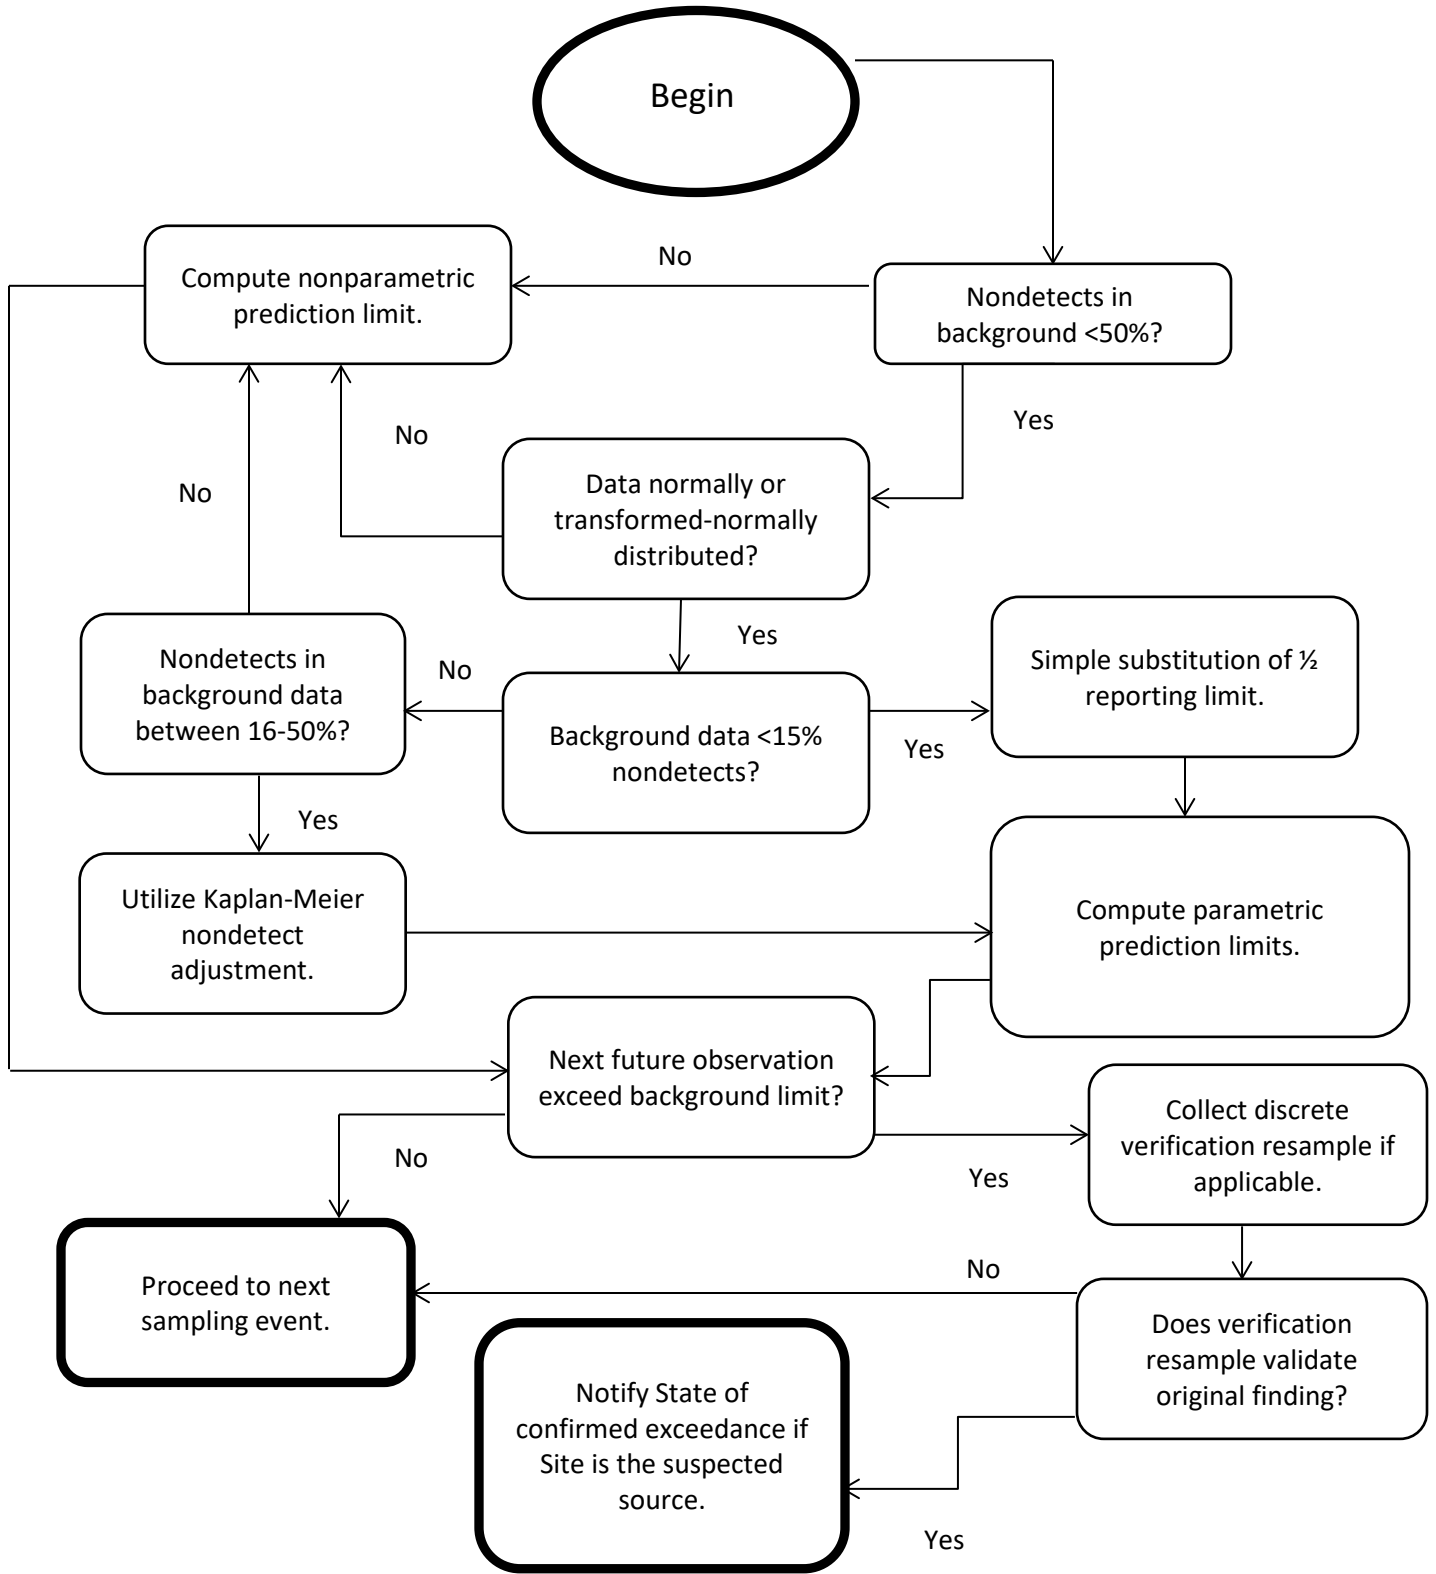 Begin
No
Compute nonparametric
prediction limit.
Nondetects in
background <50%?
Yes
No
Data normally or
transformed-normally
distributed?
No
Yes
Nondetects in
background data
between 16-50%?
No
Background data <15%
nondetects?
Yes
Simple substitution of ½
reporting limit.
Yes
Utilize Kaplan-Meier
nondetect
adjustment.
Compute parametric
prediction limits.
Next future observation
exceed background limit?
No
Yes
Collect discrete
verification resample if
applicable.
No
Proceed to next
sampling event.
Does verification
resample validate
original finding?
Notify State of
confirmed exceedance if
Site is the suspected
source.
Yes